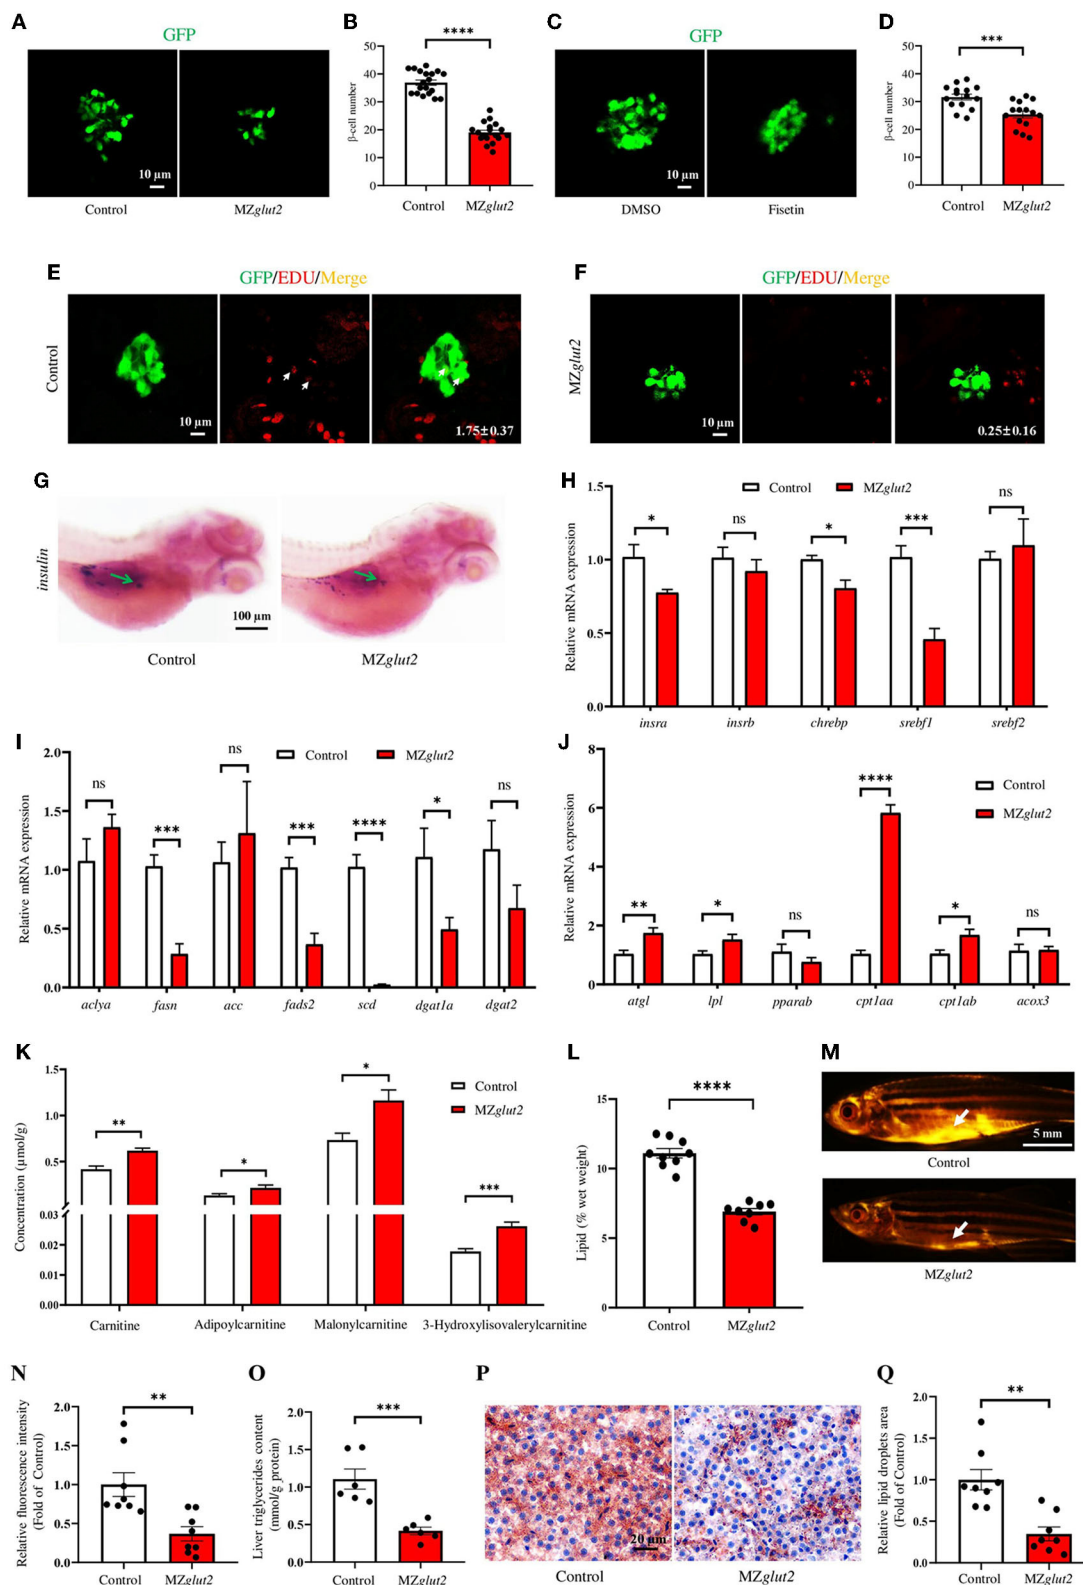 A
GFP
10 µm
Control
MZglut2
B
****
β-cell number
50
40
30
20
10
0
Control
MZglut2
C
GFP
10 µm
DMSO
Fisetin
D
***
β-cell number
50
40
30
20
10
0
Control
MZglut2
E
GFP/EDU/Merge
Control
10 µm
1.75±0.37
F
GFP/EDU/Merge
MZglut2
10 µm
0.25±0.16
G
insulin
100 µm
Control
MZglut2
H
Control
MZglut2
Relative mRNA expression
1.5
1.0
0.5
0.0
*
ns
*
***
ns
insra
insrb
chrebp
srebf1
srebf2
I
Control
MZglut2
Relative mRNA expression
2.0
1.5
1.0
0.5
0.0
ns
***
ns
***
****
*
ns
aclya
fasn
acc
fads2
scd
dgat1a
dgat2
J
Control
MZglut2
Relative mRNA expression
8
6
4
2
0
**
*
ns
****
*
ns
atgl
lpl
pparab
cpt1aa
cpt1ab
acox3
K
Control
MZglut2
Concentration (µmol/g)
1.5
1.0
0.5
0.03
0.02
0.01
0.00
**
*
*
***
Carnitine
Adipoylcarnitine
Malonylcarnitine
3-Hydroxylisovalerylcarnitine
L
****
Lipid (% wet weight)
15
10
5
0
Control
MZglut2
M
5 mm
Control
MZglut2
N
**
Relative fluorescence intensity
(Fold of Control)
2.0
1.5
1.0
0.5
0.0
Control
MZglut2
O
***
Liver triglycerides content
(mmol/g protein)
2.0
1.5
1.0
0.5
0.0
Control
MZglut2
P
20 µm
Control
MZglut2
Q
**
Relative lipid droplets area
(Fold of Control)
2.0
1.5
1.0
0.5
0.0
Control
MZglut2